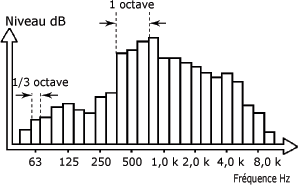 1 octave
Niveau dB
1/3 octave
63 125 250 500 1,0 k 2,0 k 4,0 k 8,0 k
Fréquence Hz